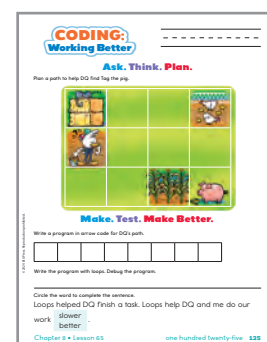 CODING:
Working Better
Ask. Think. Plan.
Plan a path to help DQ find Tag the pig.
Make. Test. Make Better.
Write a program in arrow code for DQ's path.
Write the program with loops. Debug the program.
Circle the word to complete the sentence.
Loops helped DQ finish a task. Loops help DQ and me do our
work slower
better .
Chapter 8 • Lesson 65 one hundred twenty-five 125